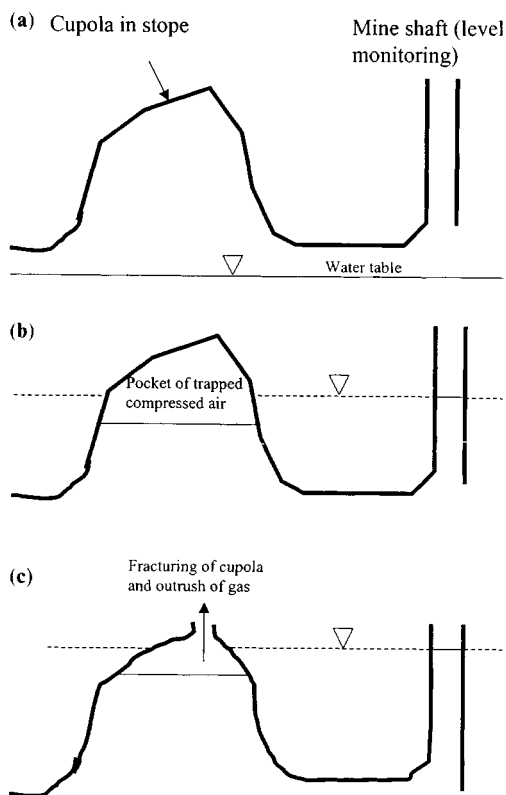 (a) Cupola in stope
Mine shaft (level
monitoring)
Water table
(b)
Pocket of trapped
compressed air
(c)
Fracturing of cupola
and outrush of gas